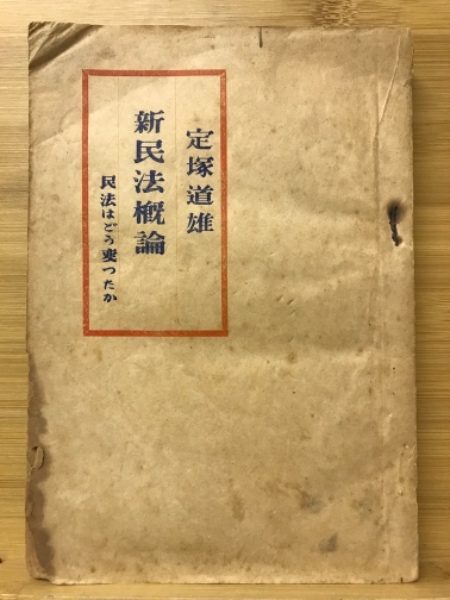 定塚道雄
新民法概論
民法はどう変つたか